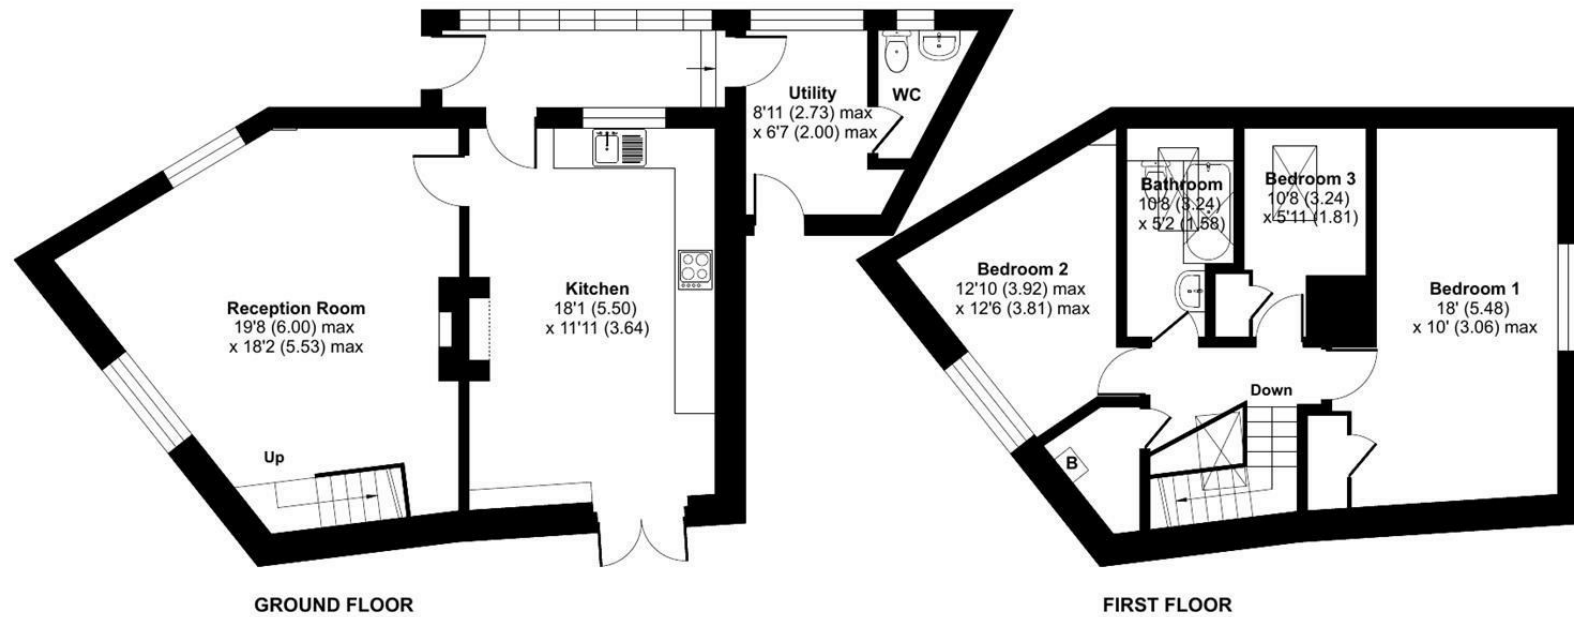 Utility
8'11 (2.73) max
x 6'7 (2.00) max
WC
Reception Room
19'8 (6.00) max
x 18'2 (5.53) max
Kitchen
18'1 (5.50)
x 11'11 (3.64)
Up
GROUND FLOOR
Bathroom
10'8 (3.24)
x 5'2 (1.58)
Bedroom 3
10'8 (3.24)
x 5'11 (1.81)
Bedroom 2
12'10 (3.92) max
x 12'6 (3.81) max
Bedroom 1
18' (5.48)
x 10' (3.06) max
Down
B
FIRST FLOOR